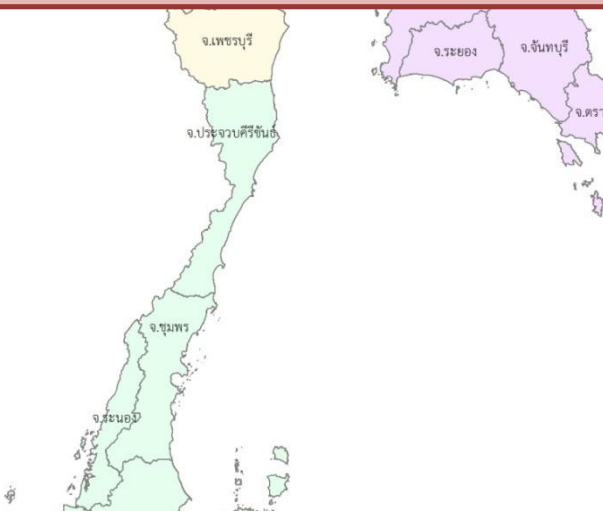 จ.เพชรบุรี
จ.ระยอง
จ.จันทบุรี
จ.ตรา
จ.ประจวบคีรีขันธ์
จ.ชุมพร
จ.ระนอง